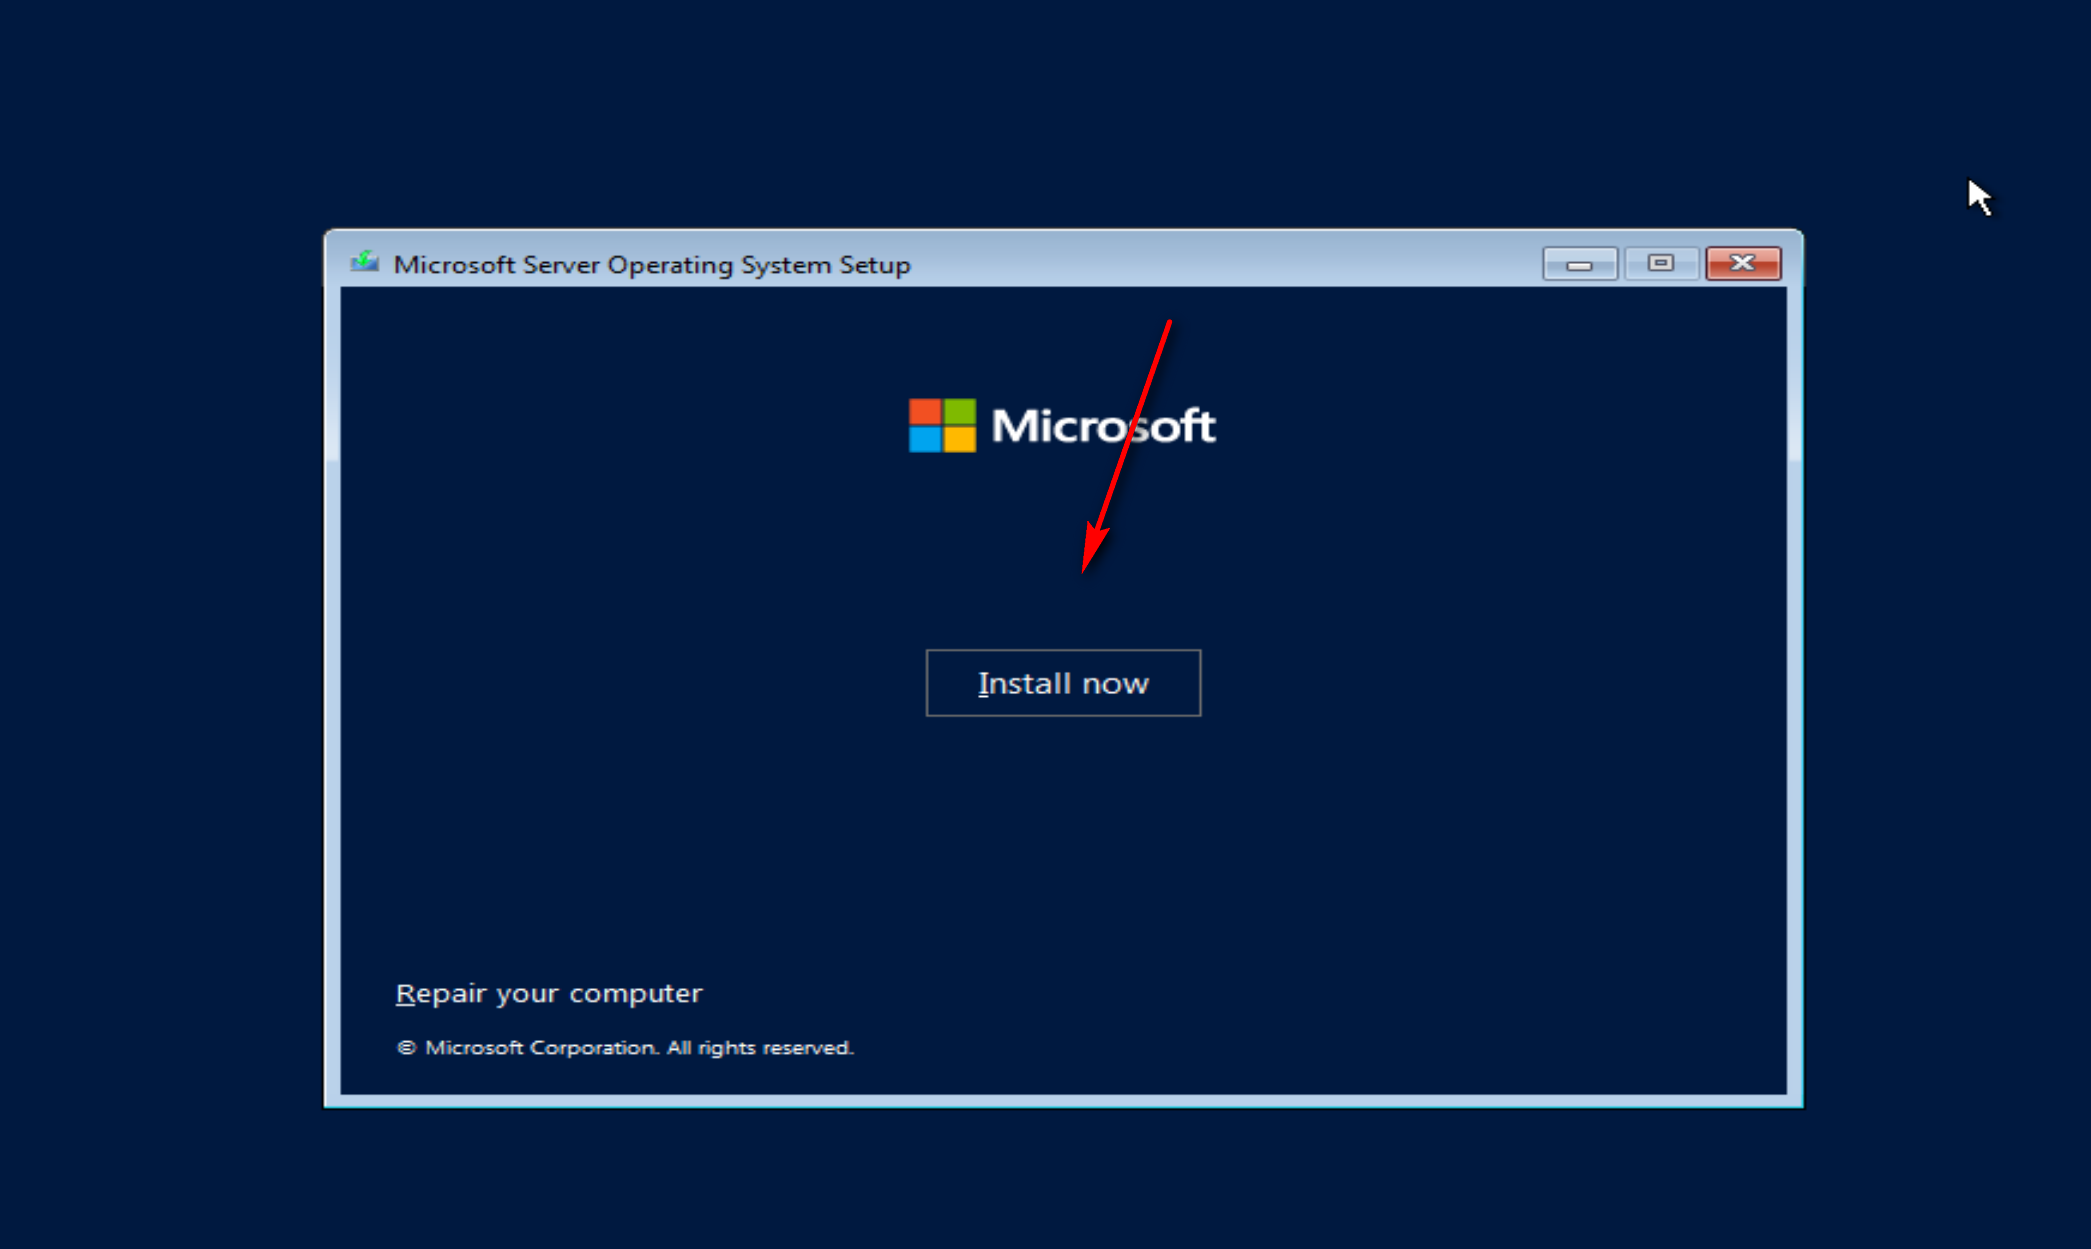 Microsoft Server Operating System Setup
Microsoft
Install now
Repair your computer
© Microsoft Corporation. All rights reserved.